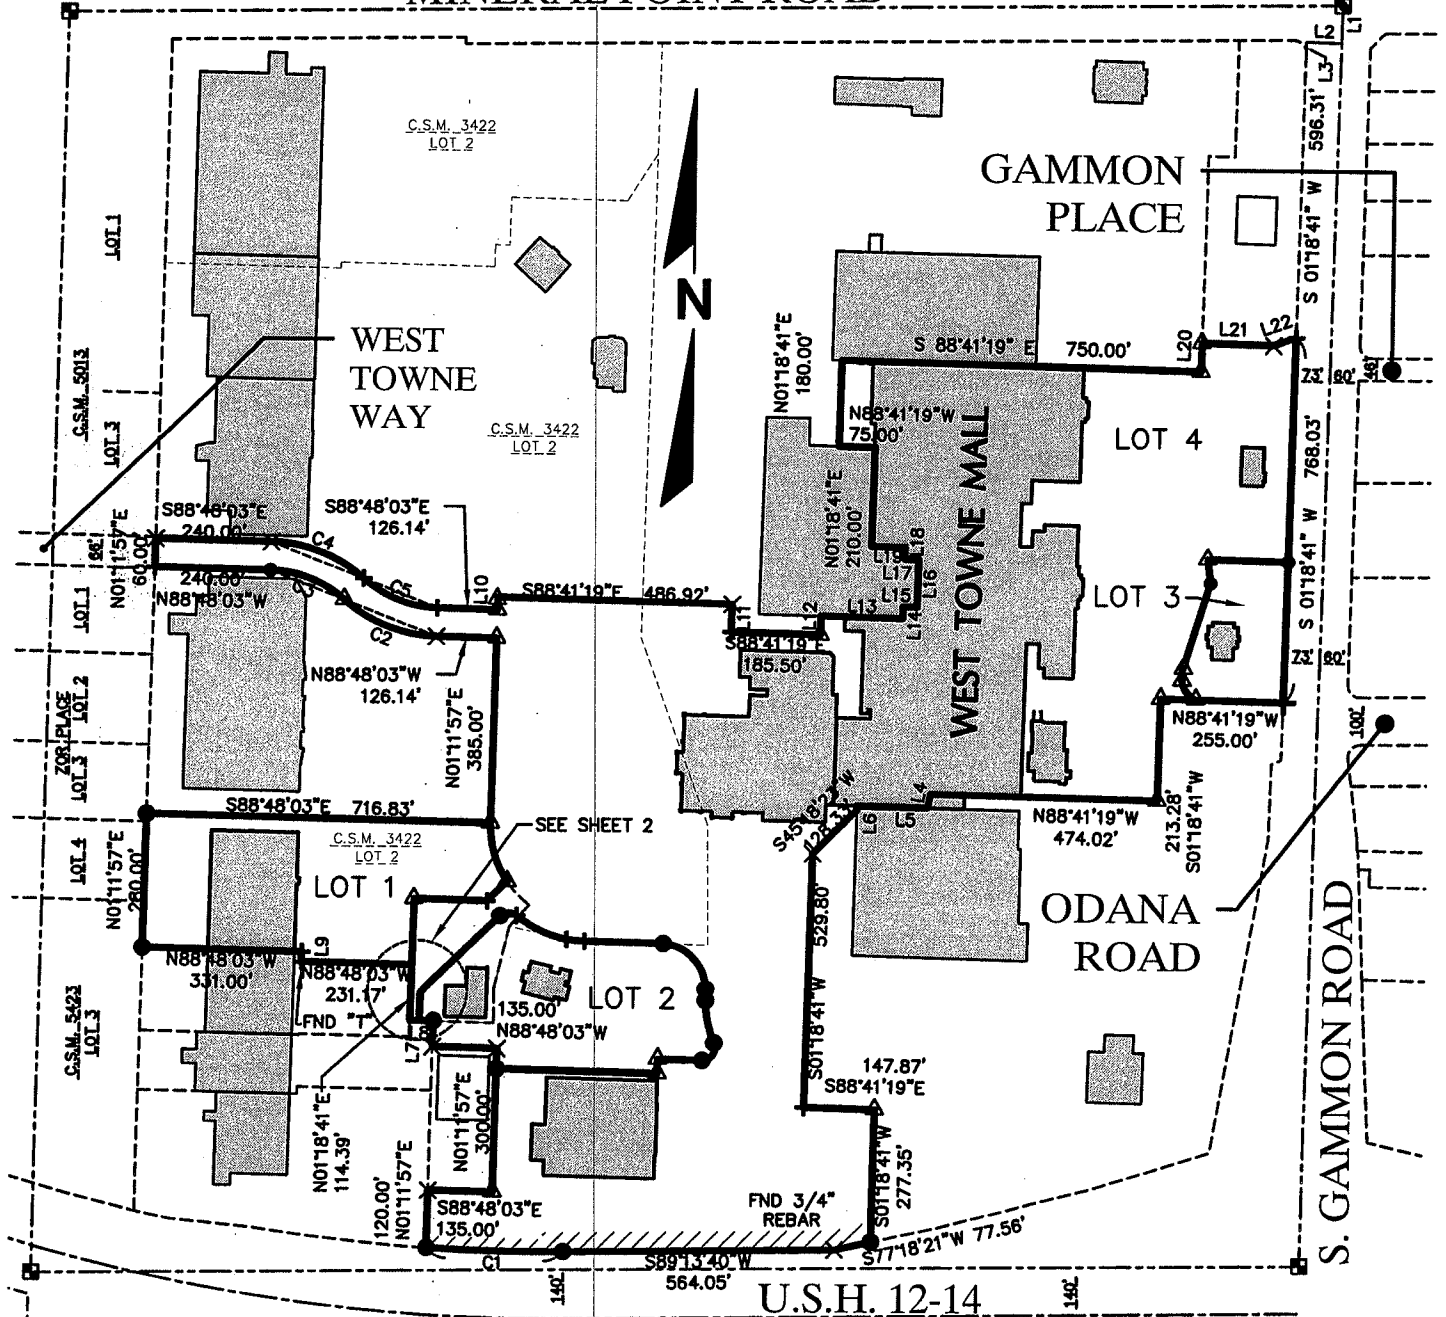 MINERAL POINT ROAD
L1
L2
L3
596.31'
S 01°18'41" W
C.S.M. 3422
LOT 2
GAMMON
PLACE
LOT 1
N
WEST
TOWNE
WAY
C.S.M. 5013
LOT 3
C.S.M. 3422
LOT 2
N01°18'41"E
180.00'
S 88°41'19" E
750.00'
L20
L21
L22
73'
60'
46'
N88°41'19"W
75.00'
LOT 4
768.03'
S 01°18'41" W
WEST TOWNE MALL
N01°18'41"E
210.00'
L19
L18
L17
L16
L15
L14
L13
L12
L11
S88°48'03"E
240.00'
S88°48'03"E
126.14'
C4
C5
66'
N01°11'57"E
60.00'
240.00'
N88°48'03"W
C3
C2
L10
S88°41'19"E
486.92'
S88°41'19"E
185.50'
LOT 3
N88°48'03"W
126.14'
N01°11'57"E
385.00'
LOT 1
ZOR PLACE
LOT 2
LOT 3
73'
60'
N88°41'19"W
255.00'
100'
S88°48'03"E
716.83'
C.S.M. 3422
LOT 2
SEE SHEET 2
L4
L5
L6
N88°41'19"W
474.02'
213.28'
S01°18'41"W
LOT 4
N01°11'57"E
280.00'
LOT 1
529.80'
S01°18'41"W
ODANA
ROAD
L9
N88°48'03"W
331.00'
N88°48'03"W
231.17'
FND "T"
LOT 2
135.00'
N88°48'03"W
L7
L8
C.S.M. 5423
LOT 3
147.87'
S88°41'19"E
N01°18'41"E
114.39'
N01°11'57"E
300.00'
120.00'
N01°11'57"E
S88°48'03"E
135.00'
S01°18'41"W
277.35'
FND 3/4"
REBAR
S77°18'21"W 77.56'
C1
S89°13'40"W
564.05'
140'
140'
U.S.H. 12-14
S. GAMMON ROAD